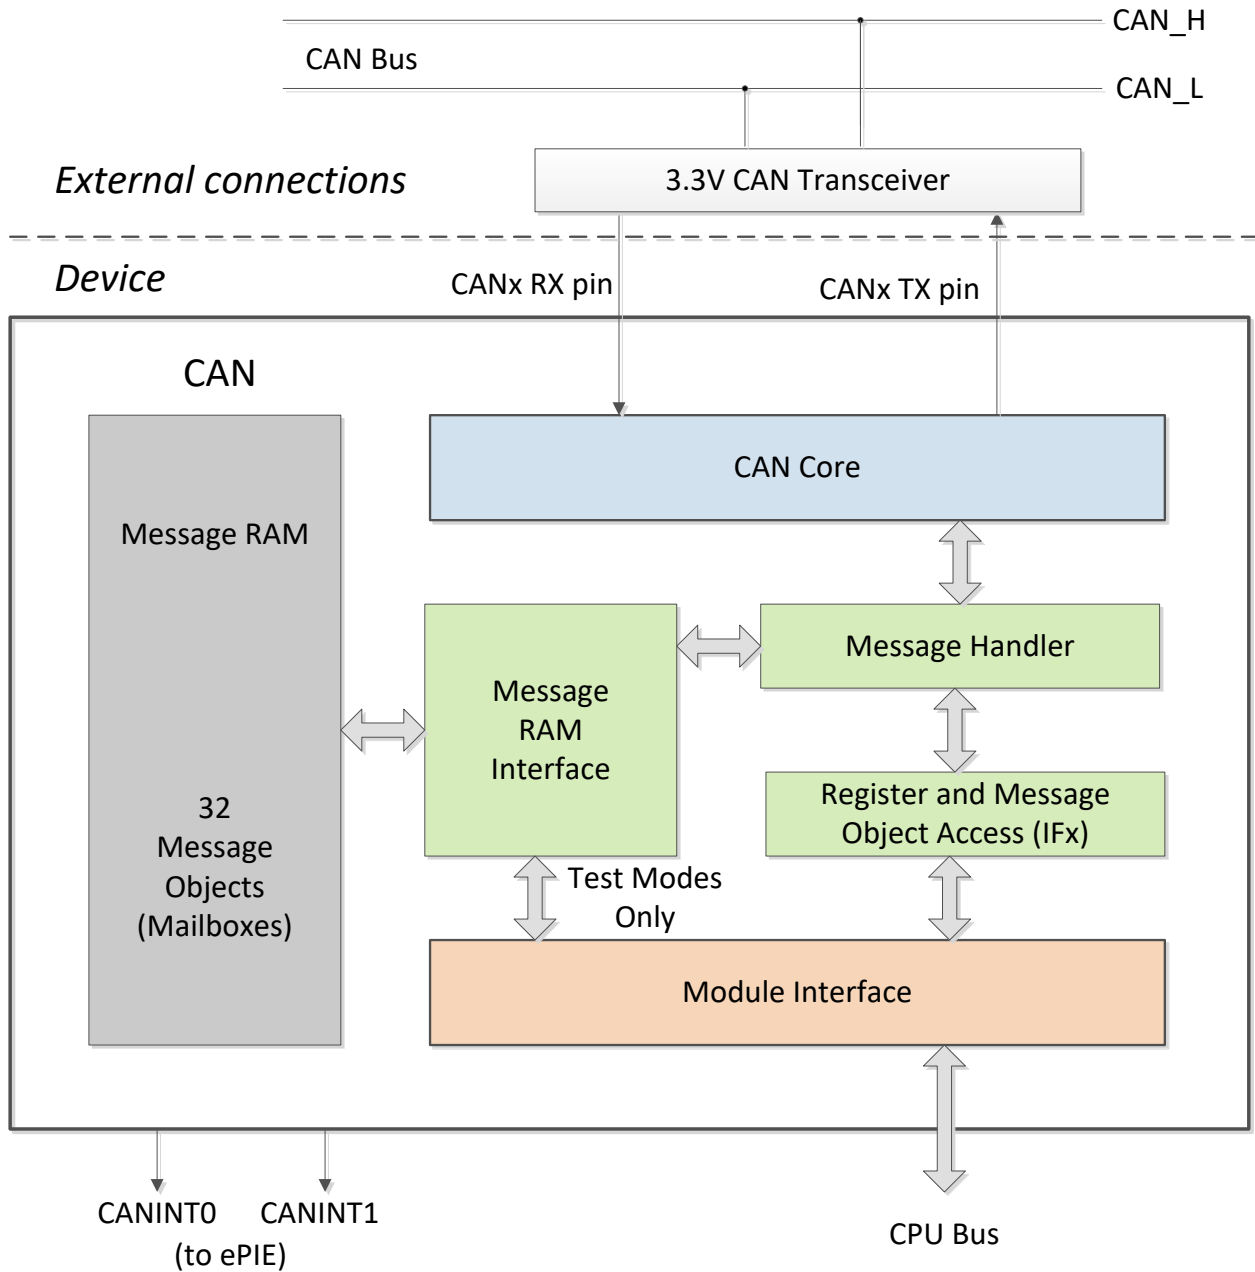 CAN_H
CAN Bus
CAN_L
External connections
3.3V CAN Transceiver
Device
CANx RX pin
CANx TX pin
CAN
CAN Core
Message RAM
Message Handler
Message
RAM
Interface
32
Message
Objects
(Mailboxes)
Register and Message
Object Access (IFx)
Test Modes
Only
Module Interface
CANINT0
CANINT1
(to ePIE)
CPU Bus